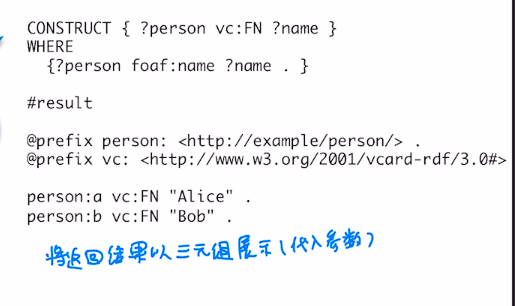 CONSTRUCT { ?person vc:FN ?name }
WHERE
{?person foaf:name ?name . }
#result
@prefix person: <http://example/person/> .
@prefix vc: <http://www.w3.org/2001/vcard-rdf/3.0#>
person:a vc:FN "Alice" .
person:b vc:FN "Bob" .
将返回结果以三元组展示(代入参数)